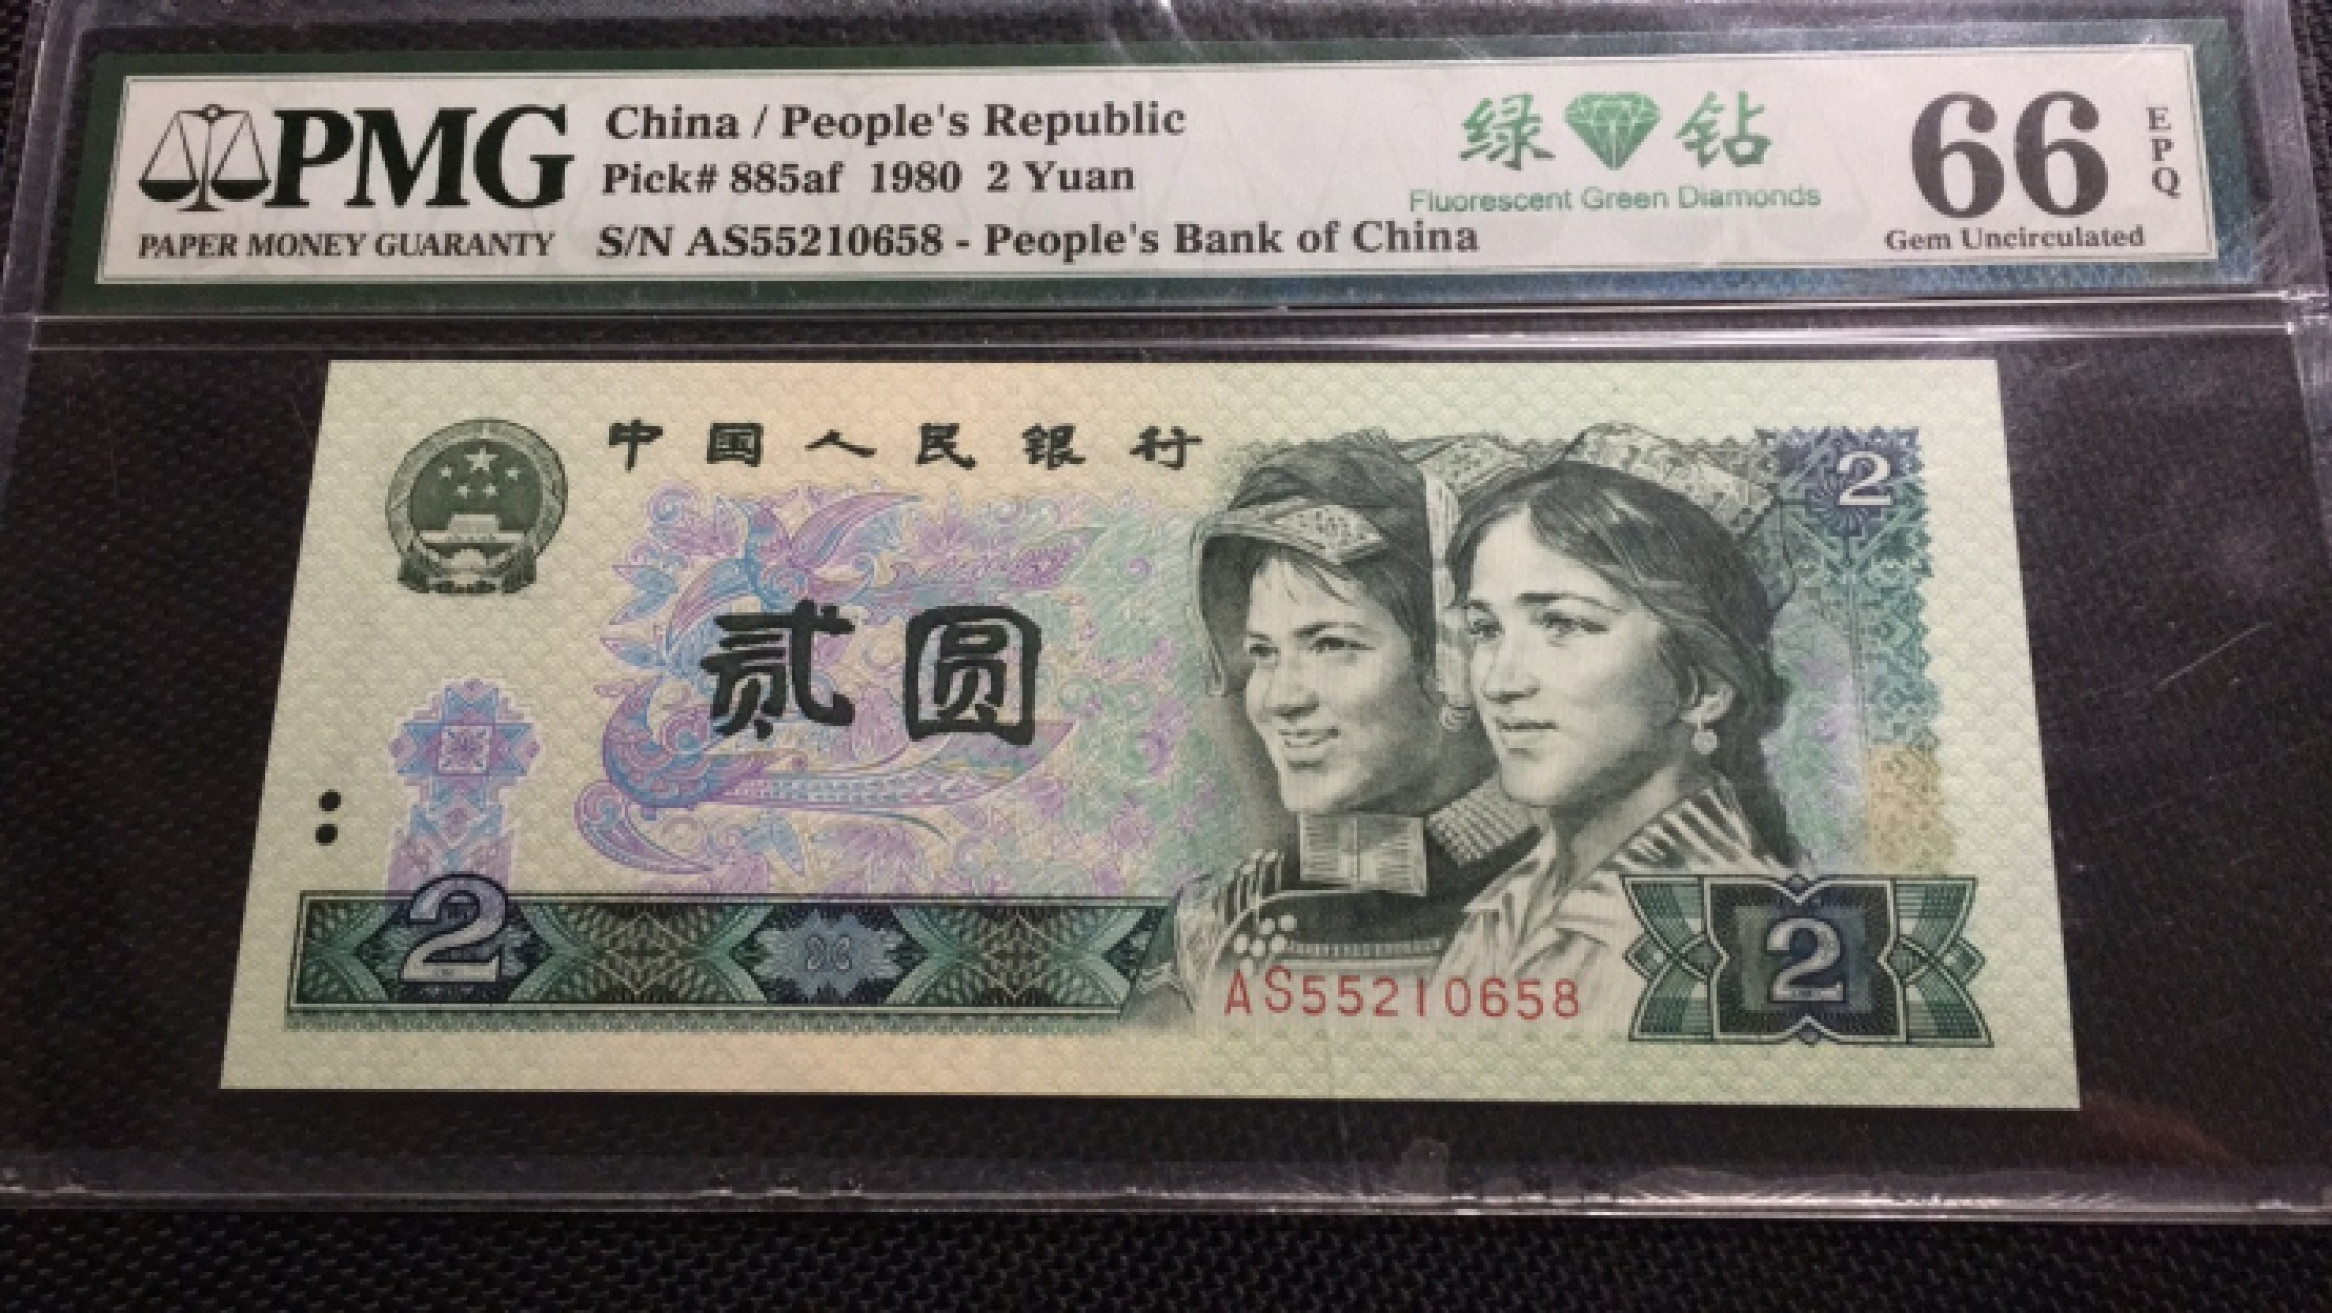 PMG
PAPER MONEY GUARANTY
China / People's Republic
Pick# 885af 1980 2 Yuan
S/N AS55210658 - People's Bank of China
绿 钻
Fluorescent Green Diamonds
66
EPQ
Gem Uncirculated
中国人民银行
2
贰圆
2
2
AS55210658